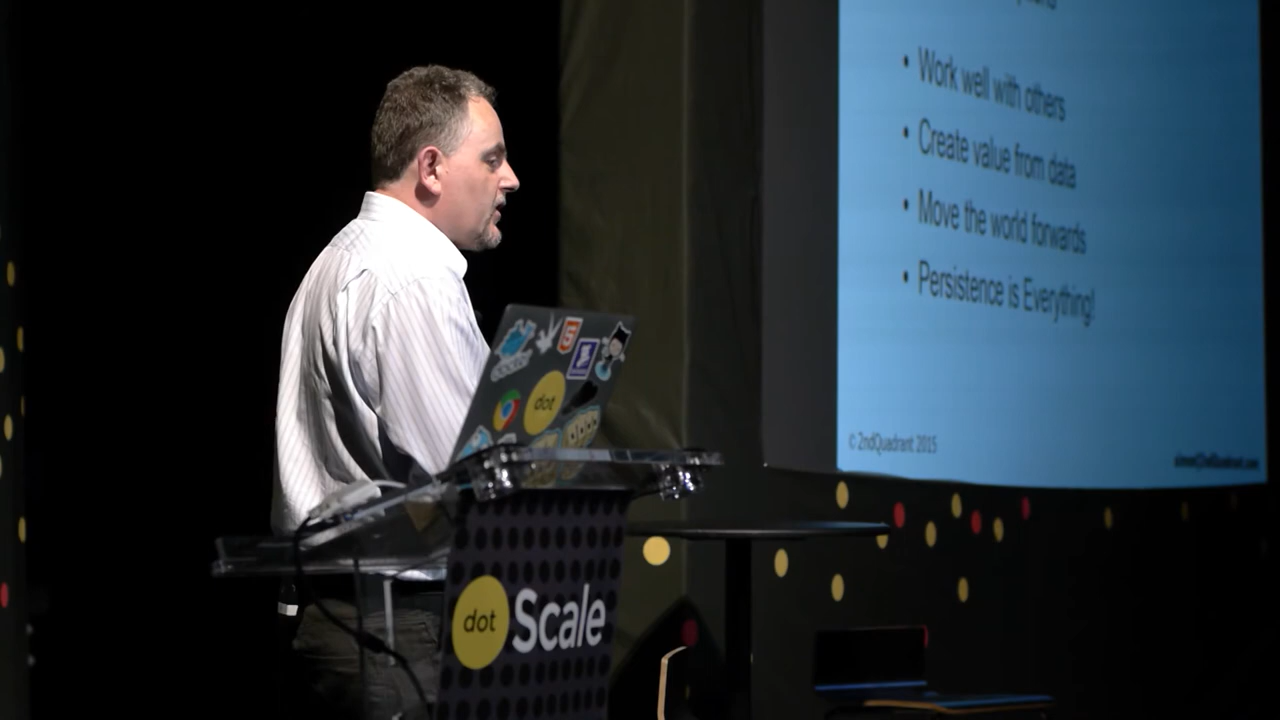 • Work well with others
• Create value from data
• Move the world forwards
• Persistence is Everything!
© 2ndQuadrant 2015
dot
dot Scale